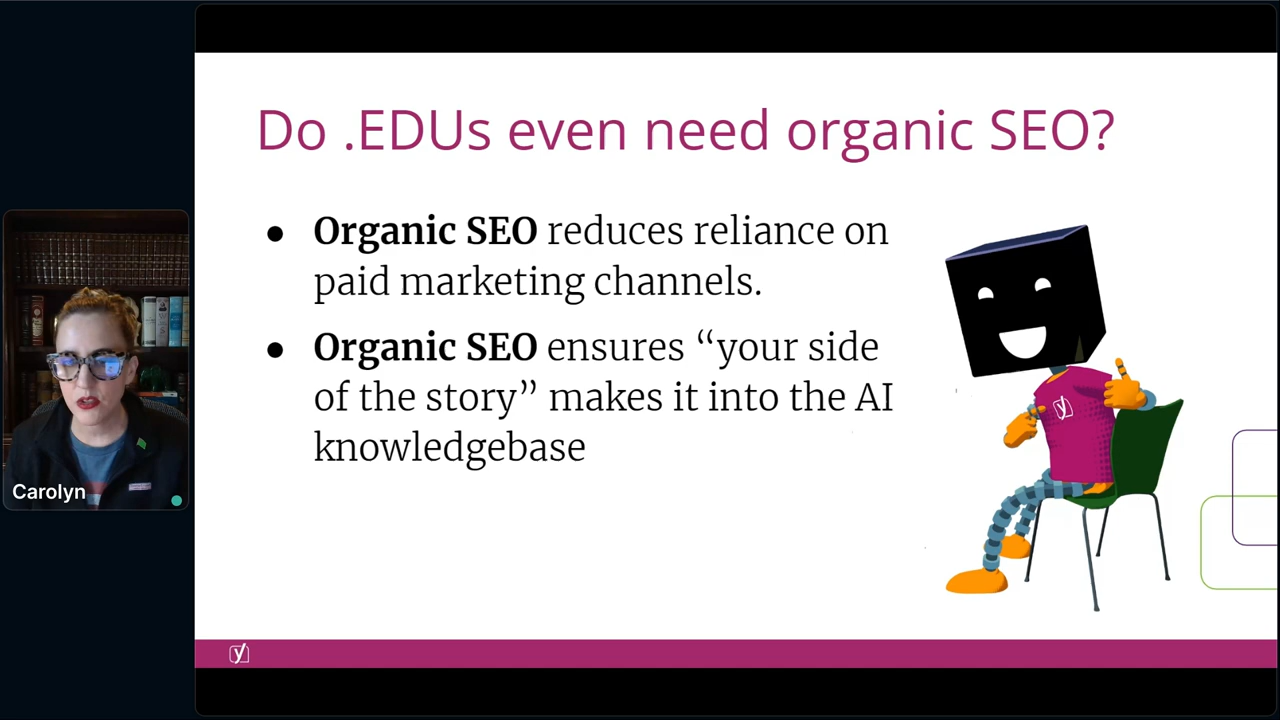 Do .EDUs even need organic SEO?
● Organic SEO reduces reliance on
paid marketing channels.
● Organic SEO ensures “your side
of the story” makes it into the AI
knowledgebase
Carolyn
y
y